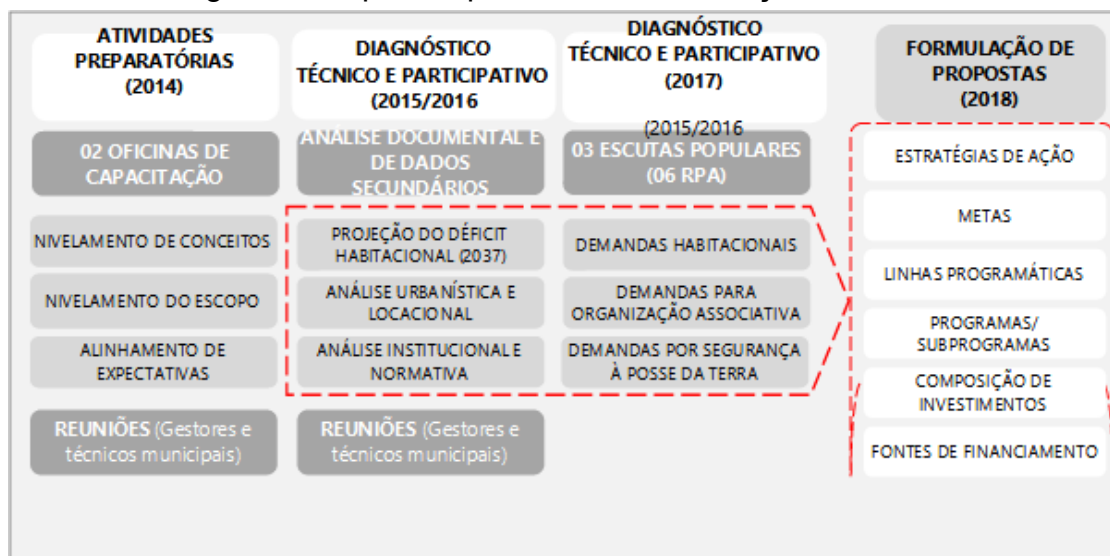 ATIVIDADES
PREPARATÓRIAS
(2014)
02 OFICINAS DE
CAPACITAÇÃO
NIVELAMENTO DE CONCEITOS
NIVELAMENTO DO ESCOPO
ALINHAMENTO DE
EXPECTATIVAS
REUNIÕES (Gestores e
técnicos municipais)
DIAGNÓSTICO
TÉCNICO E PARTICIPATIVO
(2015/2016
ANÁLISE DOCUMENTAL E
DE DADOS
SECUNDÁRIOS
PROJEÇÃO DO DÉFICIT
HABITACIONAL (2037)
ANÁLISE URBANÍSTICA E
LOCACIONAL
ANÁLISE INSTITUCIONAL E
NORMATIVA
REUNIÕES (Gestores e
técnicos municipais)
DIAGNÓSTICO
TÉCNICO E PARTICIPATIVO
(2017)
(2015/2016
03 ESCUTAS POPULARES
(06 RPA)
DEMANDAS HABITACIONAIS
DEMANDAS PARA
ORGANIZAÇÃO ASSOCIATIVA
DEMANDAS POR SEGURANÇA
À POSSE DA TERRA
FORMULAÇÃO DE
PROPOSTAS
(2018)
ESTRATÉGIAS DE AÇÃO
METAS
LINHAS PROGRAMÁTICAS
PROGRAMAS/
SUBPROGRAMAS
COMPOSIÇÃO DE
INVESTIMENTOS
FONTES DE FINANCIAMENTO